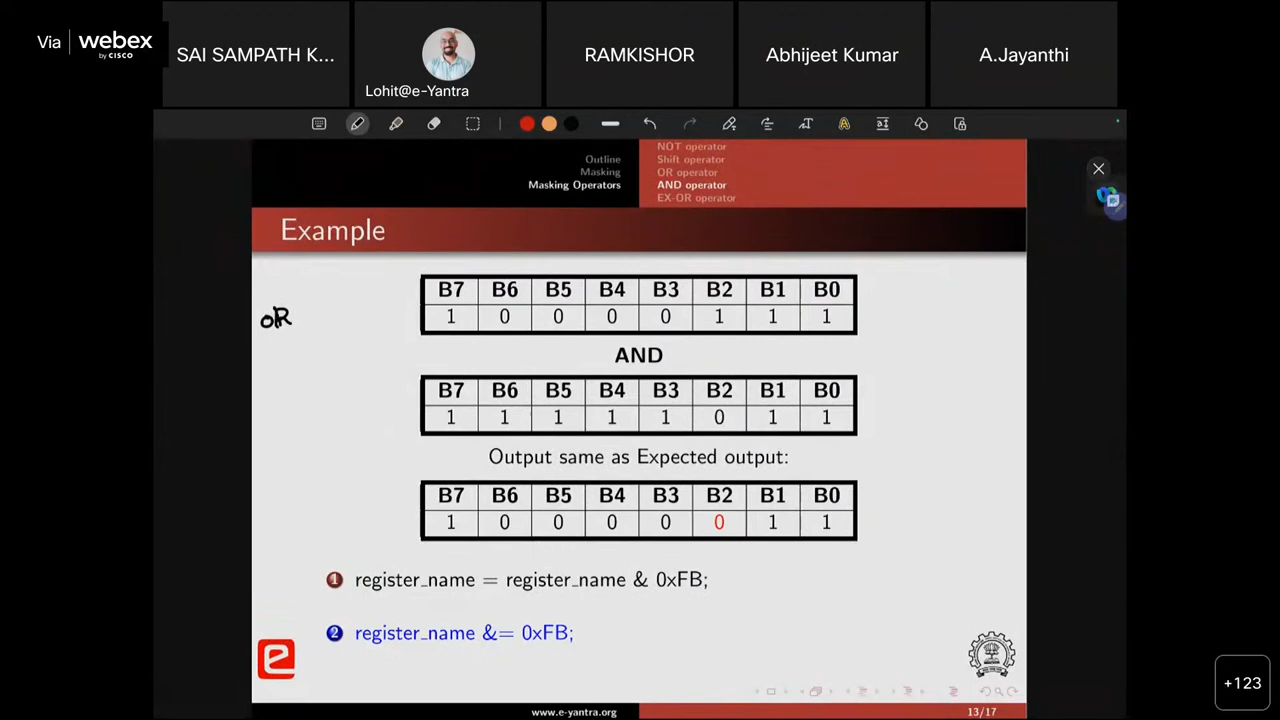 Via webex
by CISCO
SAI SAMPATH K...
Lohit@e-Yantra
RAMKISHOR
Abhijeet Kumar
A.Jayanthi
Outline
Masking
Masking Operators
NOT operator
Shift operator
OR operator
AND operator
EX-OR operator
Example
OR
B7 B6 B5 B4 B3 B2 B1 B0
1 0 0 0 0 1 1 1
AND
B7 B6 B5 B4 B3 B2 B1 B0
1 1 1 1 1 0 1 1
Output same as Expected output:
B7 B6 B5 B4 B3 B2 B1 B0
1 0 0 0 0 0 1 1
1 register_name = register_name & 0xFB;
2 register_name &= 0xFB;
www.e-yantra.org
13/17
+123